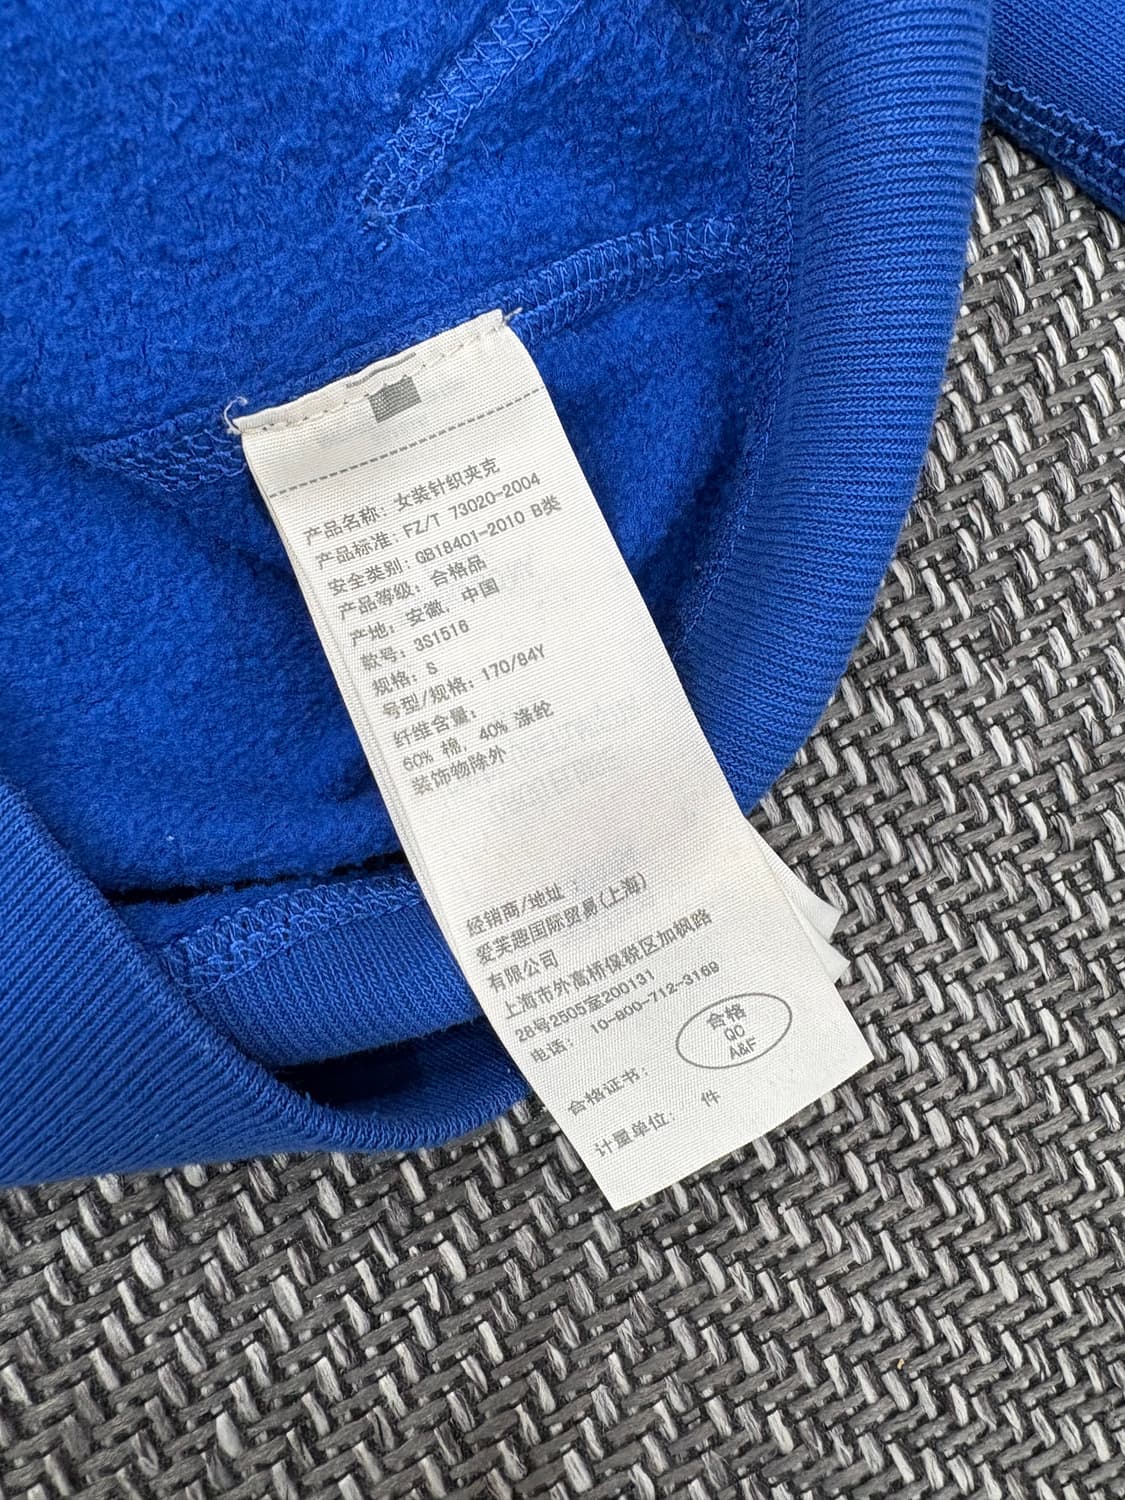 产品名称: 女装针织夹克
产品标准: FZ/T 73020-2004
安全类别: GB18401-2010 B类
产品等级: 合格品
产地: 安徽, 中国
款号: 3S1516
规格: S
号型/规格: 170/84Y
纤维含量:
60% 棉, 40% 涤纶
装饰物除外
经销商/地址 :
爱芙趣国际贸易(上海)
有限公司
上海市外高桥保税区加枫路
28号2505室200131
电话: 10-800-712-3169
合格证书: 合格
QC
A&F
计量单位: 件